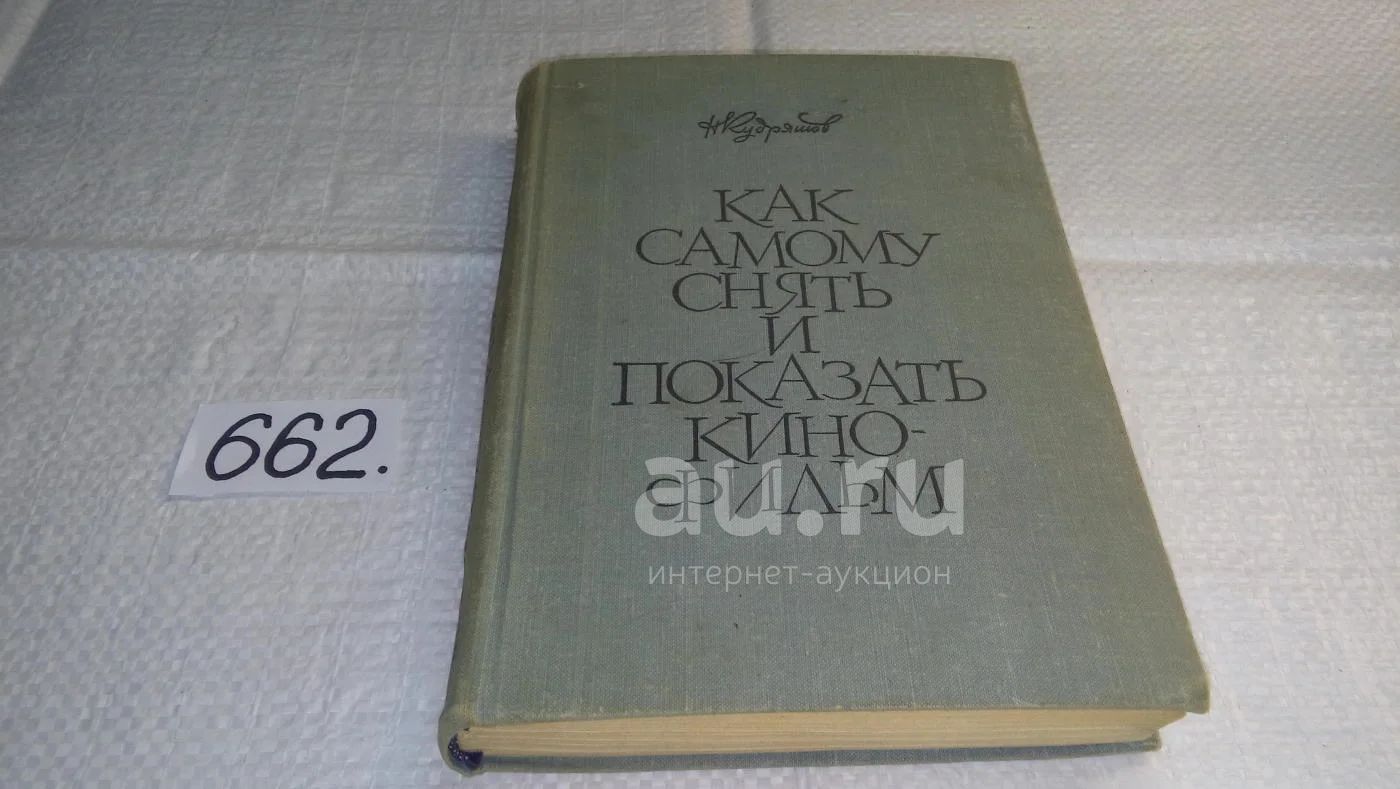 Н Кудряшов
КАК
САМОМУ
СНЯТЬ
И
ПОКАЗАТЬ
КИНО-
ФИЛЬМ
au.ru
интернет-аукцион
662.